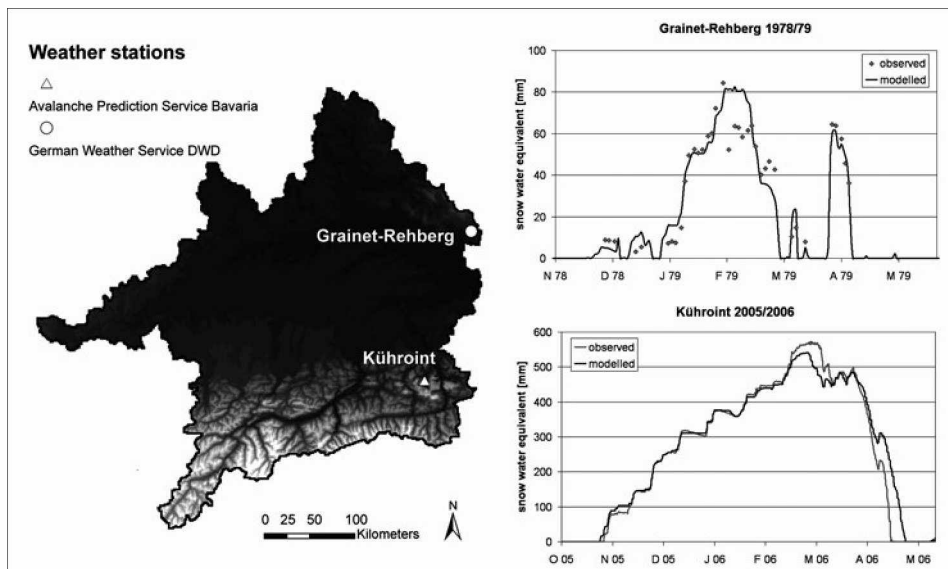 Weather stations
Avalanche Prediction Service Bavaria
German Weather Service DWD
Grainet-Rehberg
Kühroint
0 25 50 100
Kilometers
N
Grainet-Rehberg 1978/79
snow water equivalent [mm]
100
80
60
40
20
0
observed
modelled
N 78 D 78 J 79 F 79 M 79 A 79 M 79
Kühroint 2005/2006
snow water equivalent [mm]
600
500
400
300
200
100
0
observed
modelled
O 05 N 05 D 05 J 06 F 06 M 06 A 06 M 06